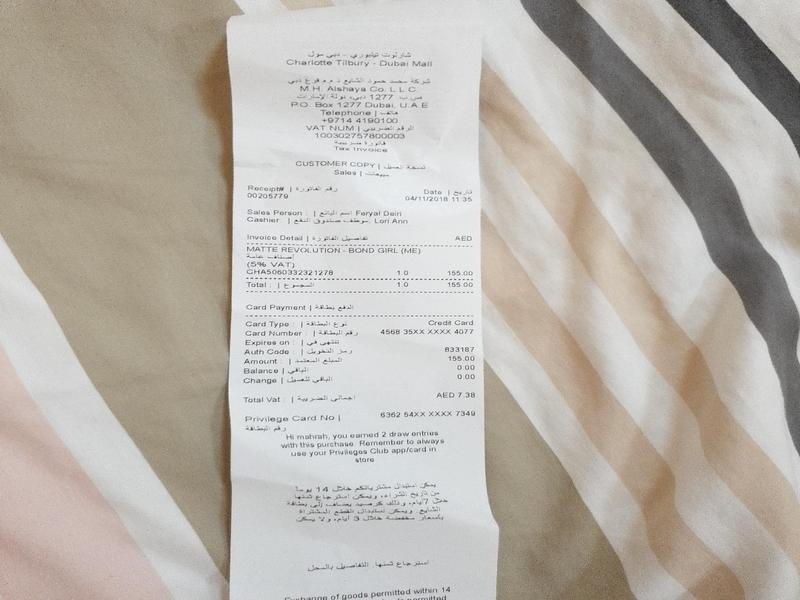 شارلوت تيلبوري - دبي مول
Charlotte Tilbury - Dubai Mall
شركة محمد حمود الشايع ذ م م فرع دبي
M.H. Alshaya Co. L.L.C.
ص.ب. 1277 دبي، دولة الإمارات
P.O. Box 1277 Dubai, U.A.E
Telephone | هاتف
+9714 4190100
VAT NUM | الرقم الضريبي
100302757800003
فاتورة ضريبية
Tax Invoice
CUSTOMER COPY | نسخة العميل
Sales | مبيعات
Receipt# | رقم الفاتورة Date | تاريخ
00205779 04/11/2018 11:35
Sales Person : | اسم البائع Feryal Dein
Cashier : | موظف صندوق الدفع Lori Ann
Invoice Detail | تفاصيل الفاتورة AED
MATTE REVOLUTION - BOND GIRL (ME)
أصناف عامة
(5% VAT)
CHA5060332321278 1.0 155.00
Total : | المجموع 1.0 155.00
Card Payment | الدفع بطاقة
Card Type : | نوع البطاقة Credit Card
Card Number : | رقم البطاقة 4568 35XX XXXX 4077
Expires on : | تنتهي في
Auth Code : | رمز التخويل 833187
Amount : | المبلغ المعتمد 155.00
Balance | الباقي 0.00
Change | الباقي للعميل 0.00
Total Vat : | اجمالي الضريبة AED 7.38
Privilege Card No | 6362 54XX XXXX 7349
رقم البطاقة
Hi mahrah, you earned 2 draw entries
with this purchase. Remember to always
use your Privileges Club app/card in
store
يمكن استبدال مشترياتكم خلال 14 يوما
من تاريخ الشراء، ويمكن استرجاع ثمنها
خلال 7أيام، وذلك كرصيد يضاف إلى بطاقة
الشايع. ويمكن استبدال القطع المشتراة
بأسعار مخفضة خلال 3 أيام، ولا يمكن
استرجاع ثمنها. التفاصيل بالمحل
Exchange of goods permitted within 14
permitted